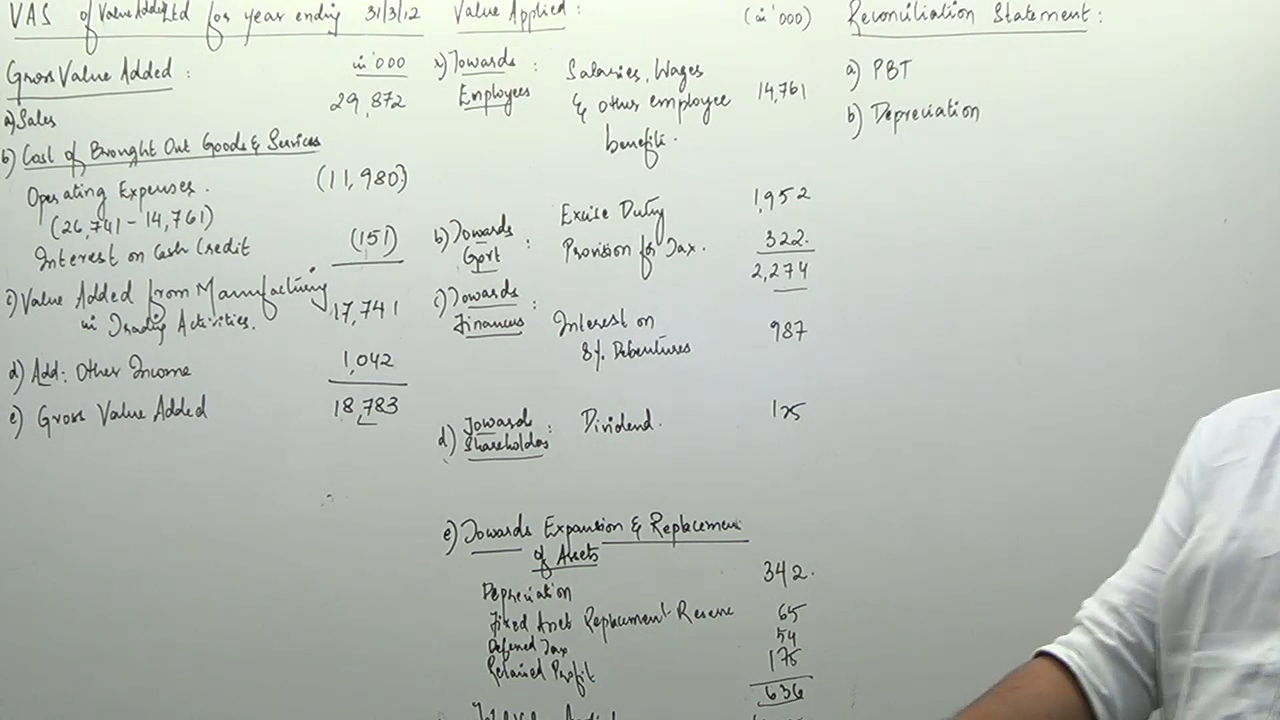 VAS of Value Adding Ltd for year ending 31/3/12
Gross Value Added :
in '000
a) Sales 29,872
b) Cost of Brought Out Goods & Services
Operating Expenses. (11,980)
(26,741 - 14,761)
Interest on Cash Credit (151)
c) Value Added from Manufacturing 17,741
in Trading Activities.
d) Add: Other Income 1,042
e) Gross Value Added 18,783
Value Applied : (in '000)
Towards Employees : Salaries, Wages
& other employee 14,761
benefits.
b) Towards Govt : Excise Duty 1,952
Provision for Tax. 322.
2,274
c) Towards Financers : Interest on 987
8% Debentures
d) Towards Shareholders : Dividend. 125
e) Towards Expansion & Replacement
of Assets
Depreciation 342.
Fixed Asset Replacement Reserve 65
Deferred Tax 54
Retained Profit 175
636
Reconciliation Statement :
a) PBT
b) Depreciation